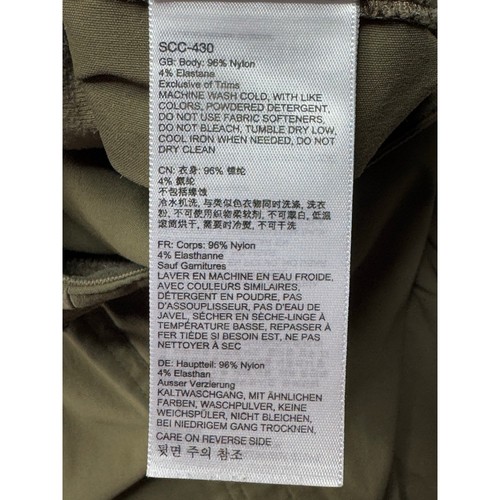 SCC-430
GB: Body: 96% Nylon
4% Elastana
Exclusive of Trims
MACHINE WASH COLD, WITH LIKE
COLORS, POWDERED DETERGENT,
DO NOT USE FABRIC SOFTENERS,
DO NOT BLEACH, TUMBLE DRY LOW,
COOL IRON WHEN NEEDED, DO NOT
DRY CLEAN
CN: 衣身: 96% 锦纶
4% 氨纶
不包括缘饰
冷水机洗, 与类似色衣物同时洗涤, 洗衣
粉, 不可使用织物柔软剂, 不可漂白, 低温
滚筒烘干, 需要时冷熨, 不可干洗
FR: Corps: 96% Nylon
4% Elasthanne
Sauf Garnitures
LAVER EN MACHINE EN EAU FROIDE,
AVEC COULEURS SIMILAIRES,
DÉTERGENT EN POUDRE, PAS
D'ASSOUPLISSEUR, PAS D'EAU DE
JAVEL, SÉCHER EN SÈCHE-LINGE À
TEMPÉRATURE BASSE, REPASSER À
FER TIÈDE SI BESOIN EST, NE PAS
NETTOYER À SEC
DE: Hauptteil: 96% Nylon
4% Elasthan
Ausser Verzierung
KALTWASCHGANG, MIT ÄHNLICHEN
FARBEN, WASCHPULVER, KEINE
WEICHSPÜLER, NICHT BLEICHEN,
BEI NIEDRIGEM GANG TROCKNEN,
CARE ON REVERSE SIDE
뒷면 주의 참조